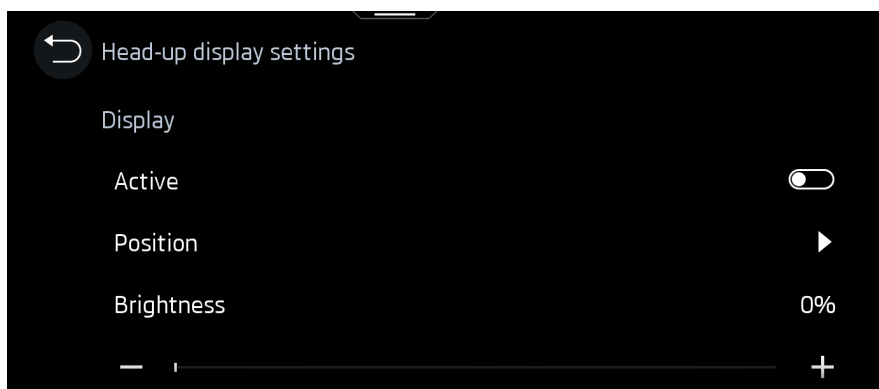 Head-up display settings
Display
Active
Position
Brightness 0%